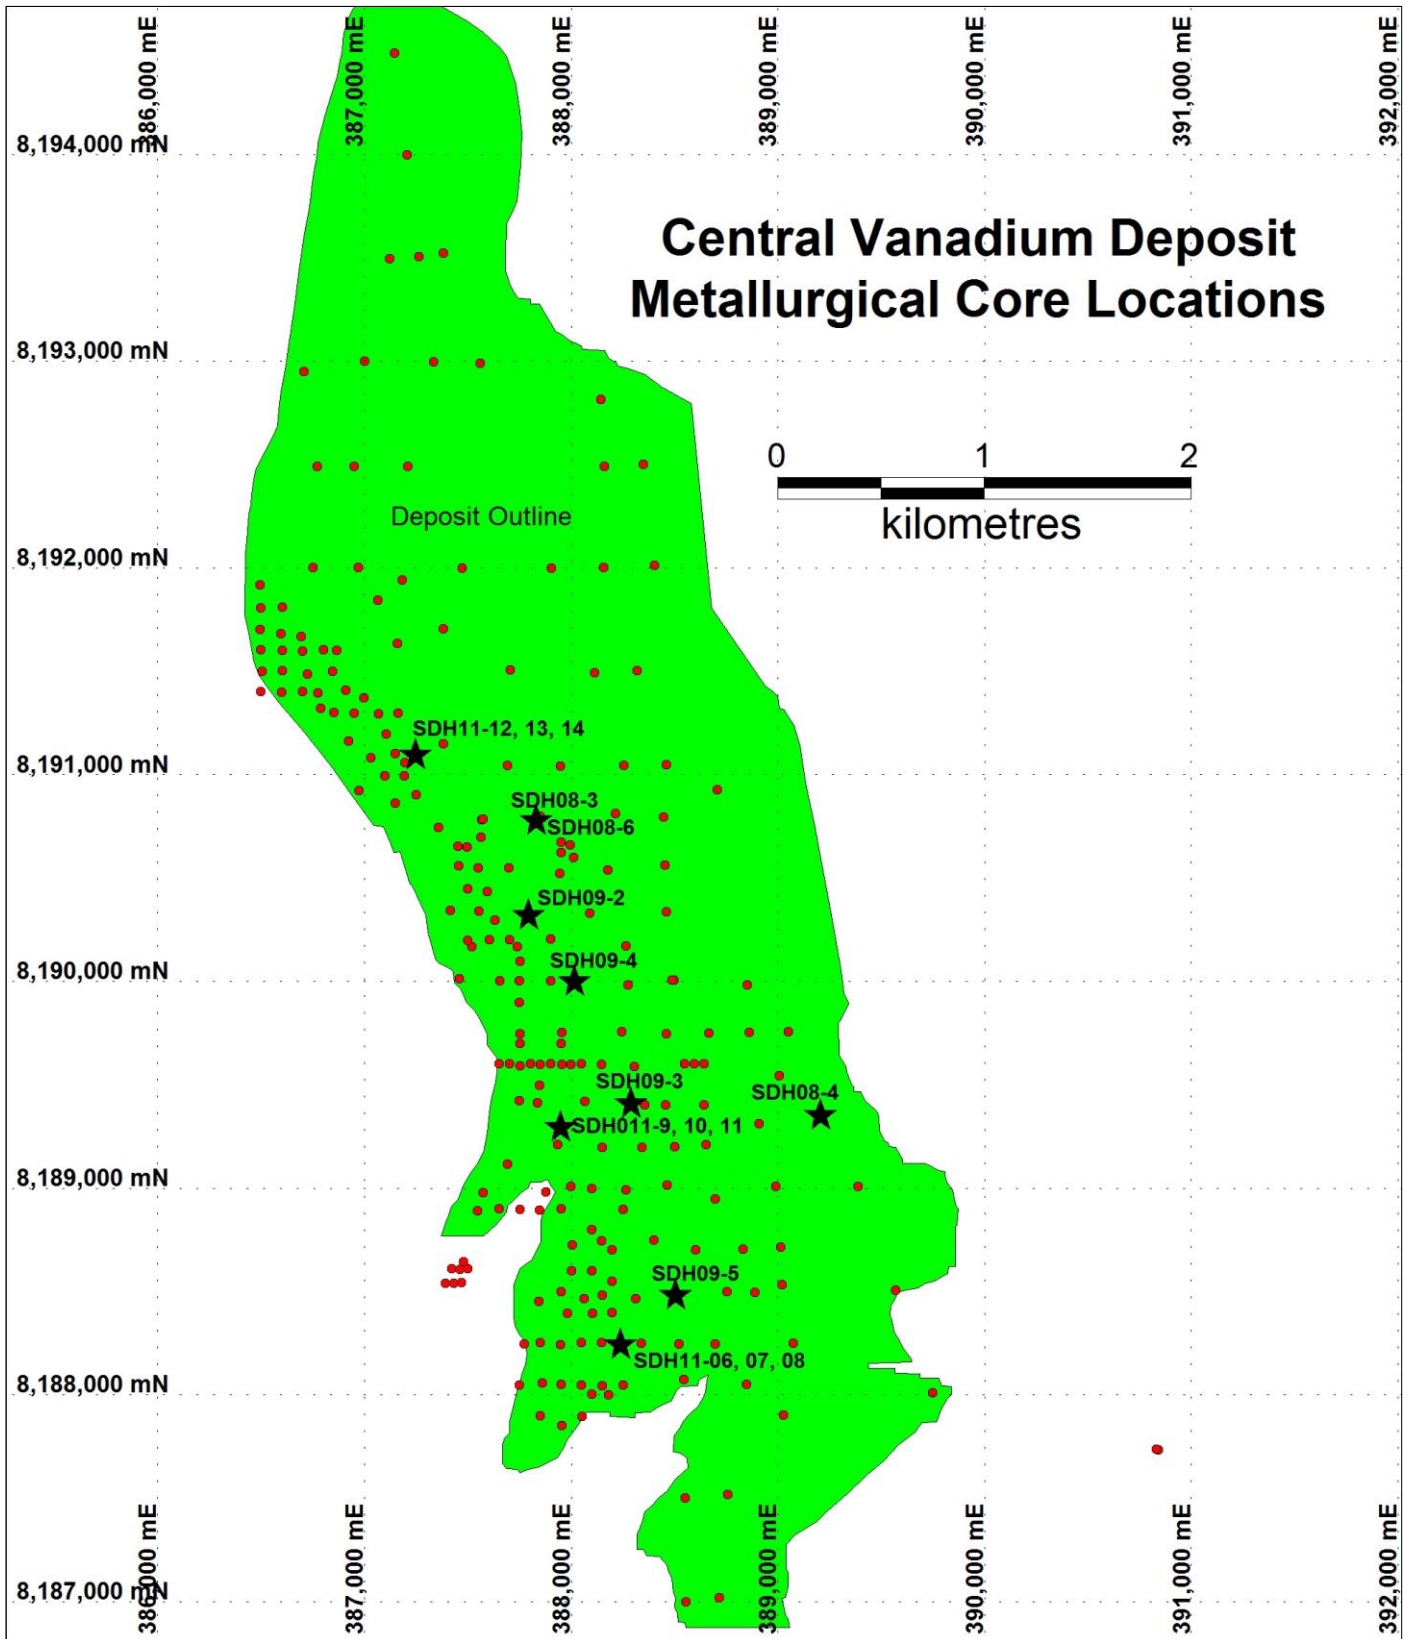 386,000 mE
387,000 mE
388,000 mE
389,000 mE
390,000 mE
391,000 mE
392,000 mE
8,194,000 mN
Central Vanadium Deposit
Metallurgical Core Locations
8,193,000 mN
0 1 2
kilometres
Deposit Outline
8,192,000 mN
SDH11-12, 13, 14
8,191,000 mN
SDH08-3
SDH08-6
SDH09-2
SDH09-4
8,190,000 mN
SDH09-3
SDH08-4
SDH011-9, 10, 11
8,189,000 mN
SDH09-5
SDH11-06, 07, 08
8,188,000 mN
8,187,000 mN
386,000 mE
387,000 mE
388,000 mE
389,000 mE
390,000 mE
391,000 mE
392,000 mE